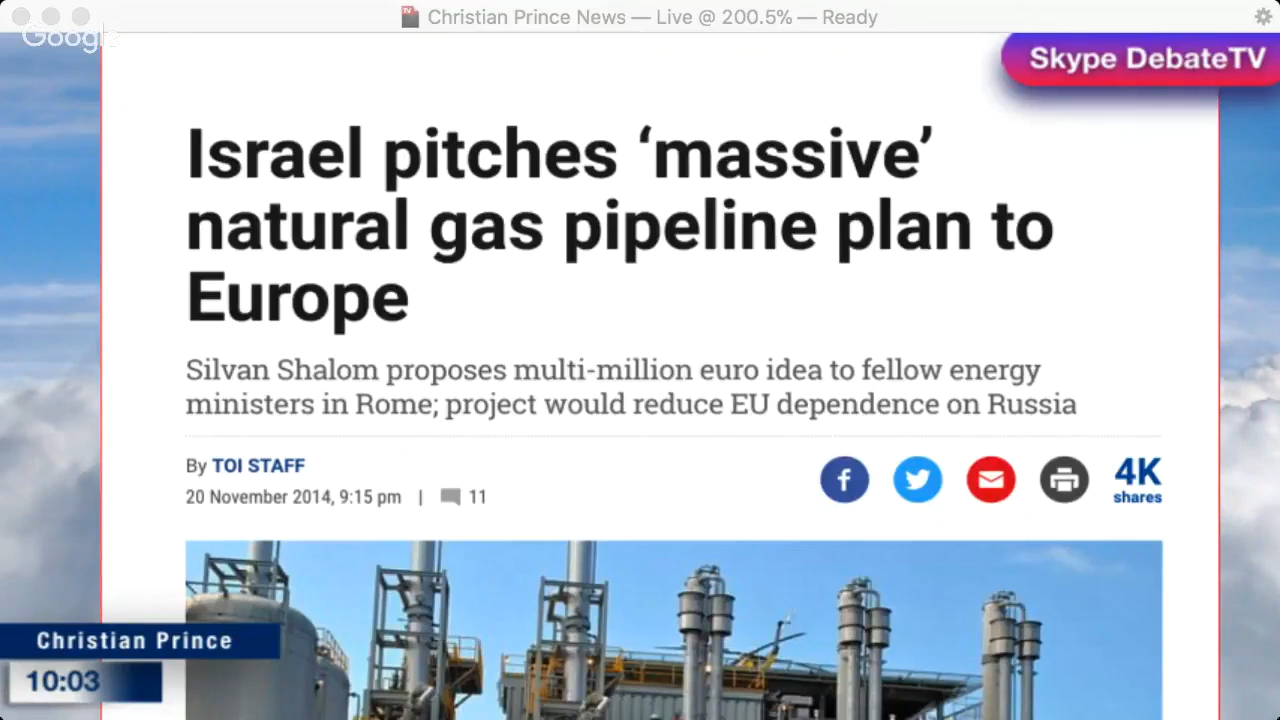 Christian Prince News — Live @ 200.5% — Ready
Google
Skype DebateTV
Israel pitches ‘massive’
natural gas pipeline plan to
Europe
Silvan Shalom proposes multi-million euro idea to fellow energy
ministers in Rome; project would reduce EU dependence on Russia
By TOI STAFF
20 November 2014, 9:15 pm | 11
4K
shares
Christian Prince
10:03